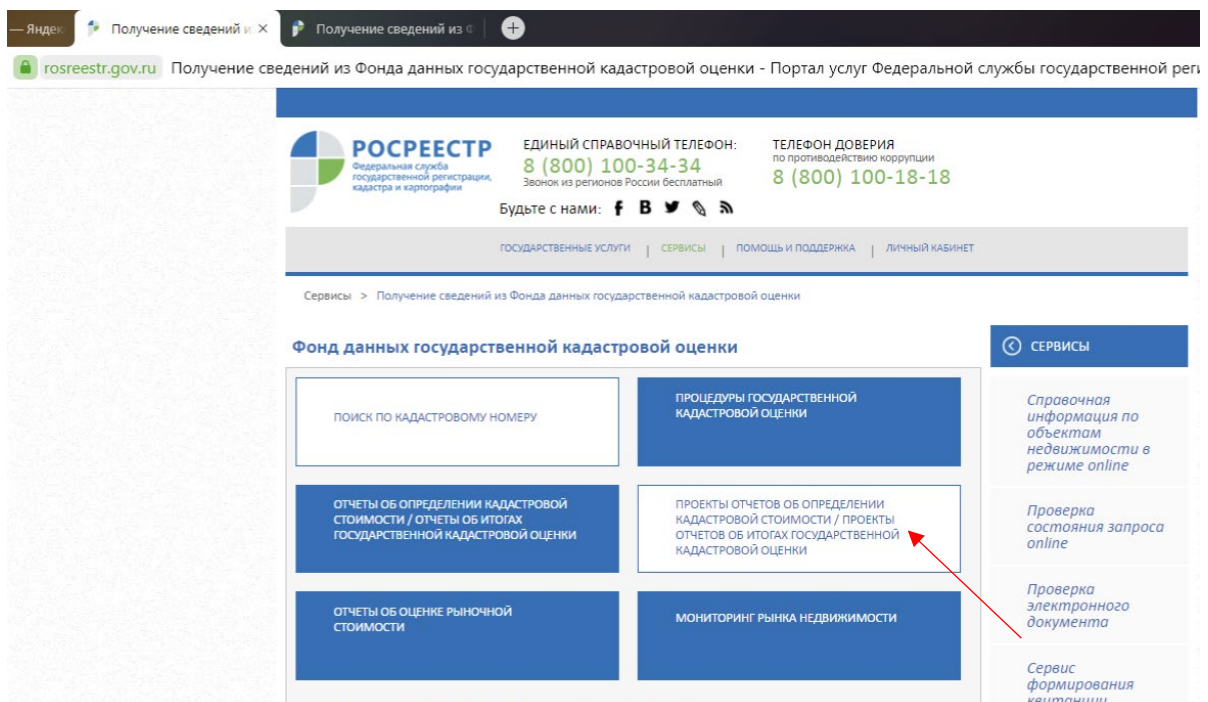 — Яндек
Получение сведений и
Получение сведений из Ф
rosreestr.gov.ru Получение сведений из Фонда данных государственной кадастровой оценки - Портал услуг Федеральной службы государственной реги
РОСРЕЕСТР
Федеральная служба
государственной регистрации,
кадастра и картографии
ЕДИНЫЙ СПРАВОЧНЫЙ ТЕЛЕФОН:
8 (800) 100-34-34
Звонок из регионов России бесплатный
ТЕЛЕФОН ДОВЕРИЯ
по противодействию коррупции
8 (800) 100-18-18
Будьте с нами:
ГОСУДАРСТВЕННЫЕ УСЛУГИ | СЕРВИСЫ | ПОМОЩЬ И ПОДДЕРЖКА | ЛИЧНЫЙ КАБИНЕТ
Сервисы > Получение сведений из Фонда данных государственной кадастровой оценки
Фонд данных государственной кадастровой оценки
ПОИСК ПО КАДАСТРОВОМУ НОМЕРУ
ПРОЦЕДУРЫ ГОСУДАРСТВЕННОЙ
КАДАСТРОВОЙ ОЦЕНКИ
ОТЧЕТЫ ОБ ОПРЕДЕЛЕНИИ КАДАСТРОВОЙ
СТОИМОСТИ / ОТЧЕТЫ ОБ ИТОГАХ
ГОСУДАРСТВЕННОЙ КАДАСТРОВОЙ ОЦЕНКИ
ПРОЕКТЫ ОТЧЕТОВ ОБ ОПРЕДЕЛЕНИИ
КАДАСТРОВОЙ СТОИМОСТИ / ПРОЕКТЫ
ОТЧЕТОВ ОБ ИТОГАХ ГОСУДАРСТВЕННОЙ
КАДАСТРОВОЙ ОЦЕНКИ
ОТЧЕТЫ ОБ ОЦЕНКЕ РЫНОЧНОЙ
СТОИМОСТИ
МОНИТОРИНГ РЫНКА НЕДВИЖИМОСТИ
СЕРВИСЫ
Справочная
информация по
объектам
недвижимости в
режиме online
Проверка
состояния запроса
online
Проверка
электронного
документа
Сервис
формирования
квитанции